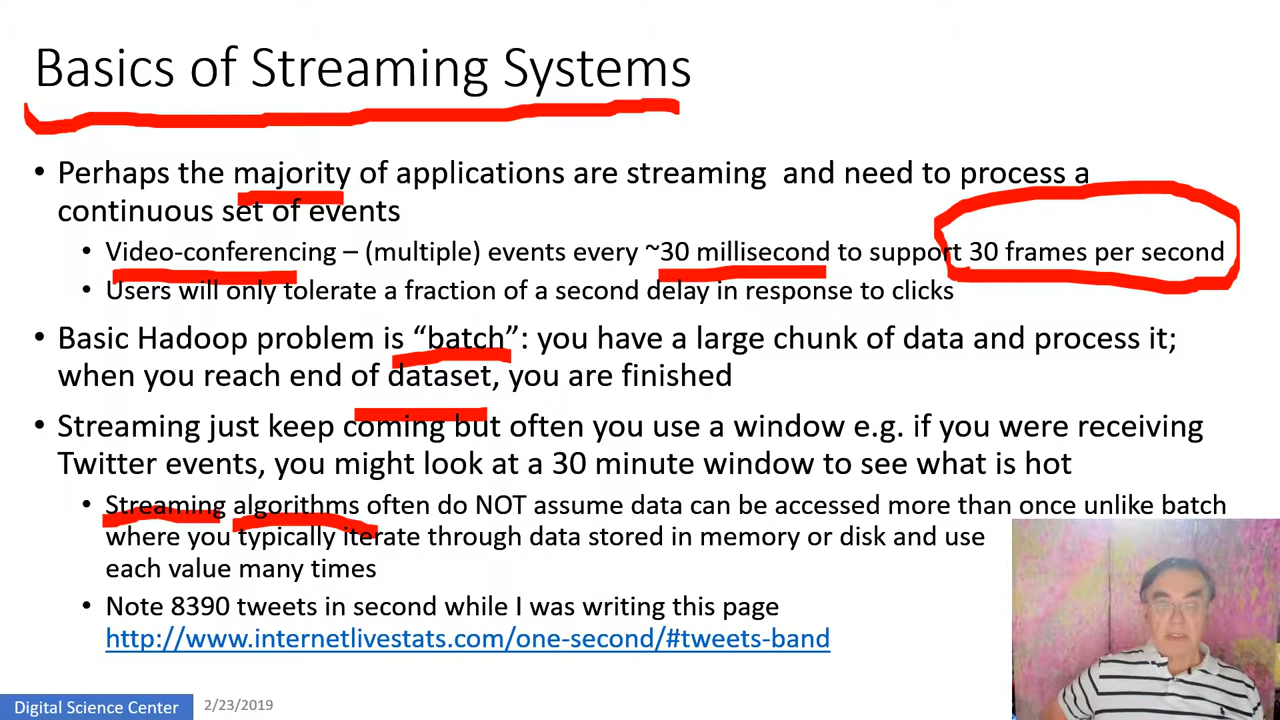 Basics of Streaming Systems
• Perhaps the majority of applications are streaming and need to process a
continuous set of events
• Video-conferencing – (multiple) events every ~30 millisecond to support 30 frames per second
• Users will only tolerate a fraction of a second delay in response to clicks
• Basic Hadoop problem is “batch”: you have a large chunk of data and process it;
when you reach end of dataset, you are finished
• Streaming just keep coming but often you use a window e.g. if you were receiving
Twitter events, you might look at a 30 minute window to see what is hot
• Streaming algorithms often do NOT assume data can be accessed more than once unlike batch
where you typically iterate through data stored in memory or disk and use
each value many times
• Note 8390 tweets in second while I was writing this page
http://www.internetlivestats.com/one-second/#tweets-band
Digital Science Center 2/23/2019